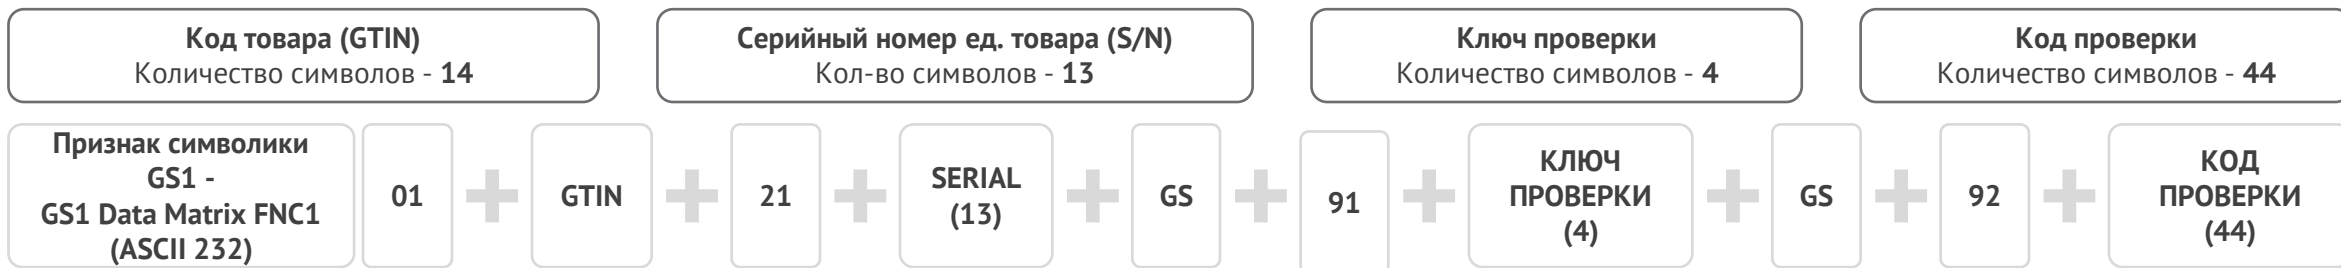 Код товара (GTIN)
Количество символов - 14
Серийный номер ед. товара (S/N)
Кол-во символов - 13
Ключ проверки
Количество символов - 4
Код проверки
Количество символов - 44
Признак символики
GS1 -
GS1 Data Matrix FNC1
(ASCII 232)
01
+
GTIN
+
21
+
SERIAL
(13)
+
GS
+
91
+
КЛЮЧ
ПРОВЕРКИ
(4)
+
GS
+
92
+
КОД
ПРОВЕРКИ
(44)